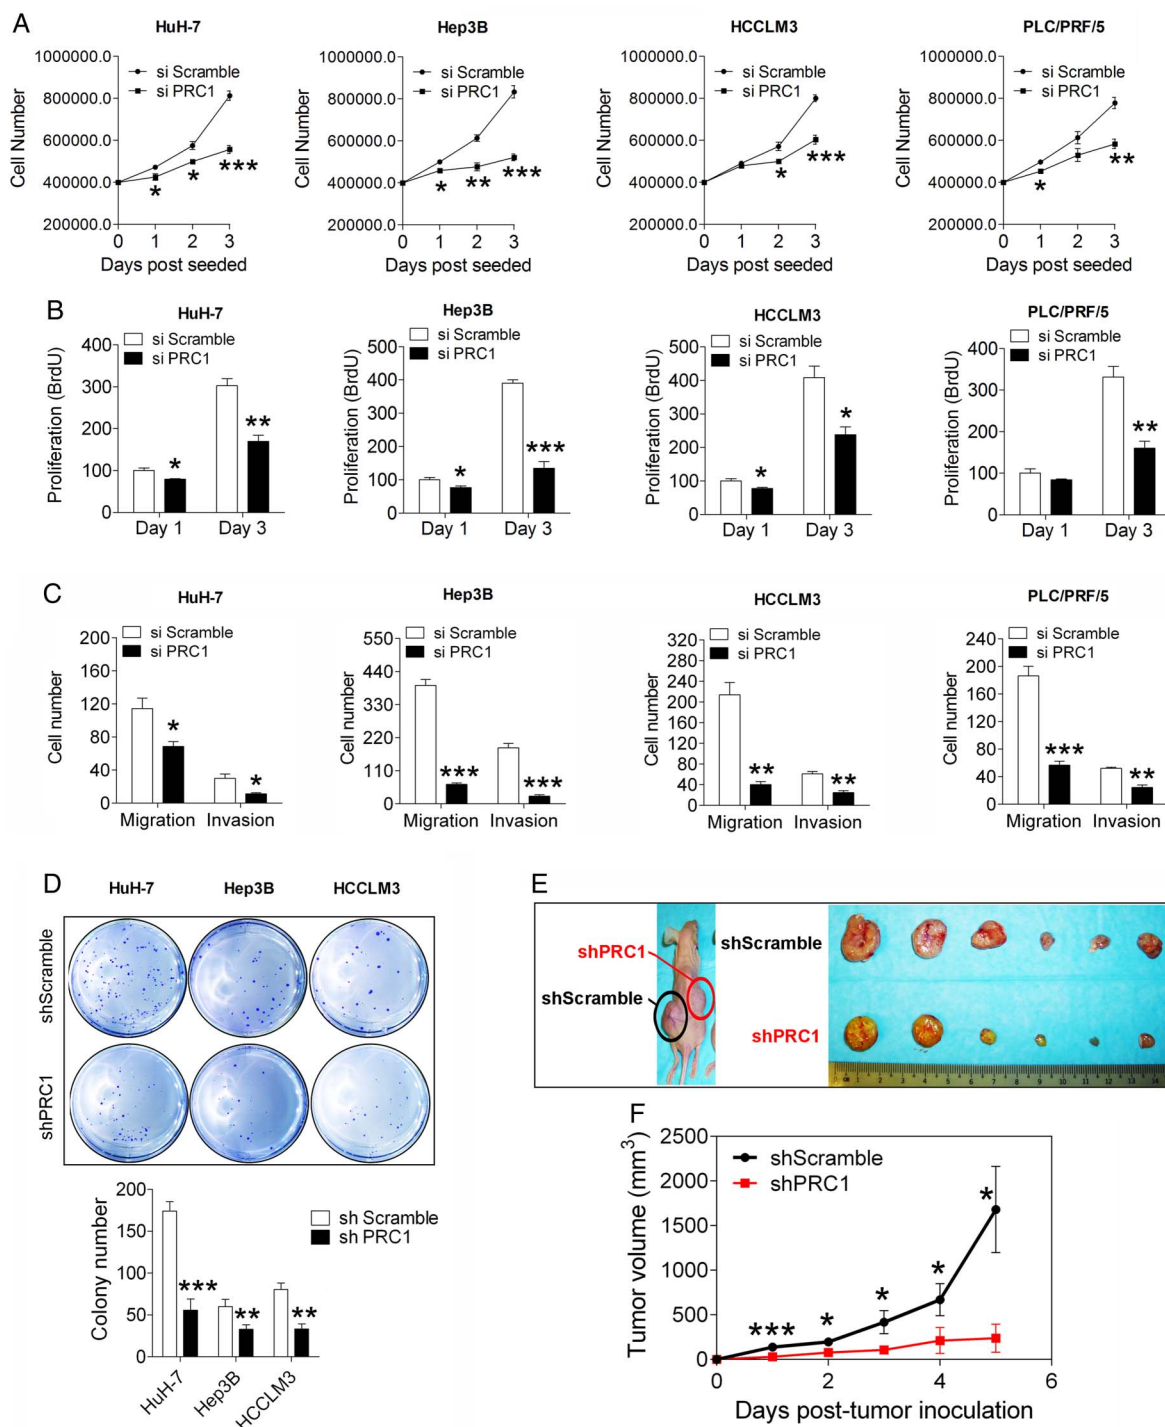 A
HuH-7
Hep3B
HCCLM3
PLC/PRF/5
1000000.0
800000.0
600000.0
400000.0
200000.0
Cell Number
si Scramble
si PRC1
*
*
***
0 1 2 3
Days post seeded
1000000.0
800000.0
600000.0
400000.0
200000.0
Cell Number
si Scramble
si PRC1
*
**
***
0 1 2 3
Days post seeded
1000000.0
800000.0
600000.0
400000.0
200000.0
Cell Number
si Scramble
si PRC1
*
***
0 1 2 3
Days post seeded
1000000.0
800000.0
600000.0
400000.0
200000.0
Cell Number
si Scramble
si PRC1
*
**
0 1 2 3
Days post seeded
B
HuH-7
si Scramble
si PRC1
400
300
200
100
0
Proliferation (BrdU)
*
**
Day 1 Day 3
Hep3B
si Scramble
si PRC1
500
400
300
200
100
0
Proliferation (BrdU)
*
***
Day 1 Day 3
HCCLM3
si Scramble
si PRC1
500
400
300
200
100
0
Proliferation (BrdU)
*
*
Day 1 Day 3
PLC/PRF/5
si Scramble
si PRC1
400
300
200
100
0
Proliferation (BrdU)
**
Day 1 Day 3
C
HuH-7
si Scramble
si PRC1
200
160
120
80
40
0
Cell number
*
*
Migration Invasion
Hep3B
si Scramble
si PRC1
550
440
330
220
110
0
Cell number
***
***
Migration Invasion
HCCLM3
si Scramble
si PRC1
320
280
240
200
160
120
80
40
0
Cell number
**
**
Migration Invasion
PLC/PRF/5
si Scramble
si PRC1
240
200
160
120
80
40
0
Cell number
***
**
Migration Invasion
D
HuH-7 Hep3B HCCLM3
shScramble
shPRC1
200
150
100
50
0
Colony number
sh Scramble
sh PRC1
***
**
**
HuH-7
Hep3B
HCCLM3
E
shPRC1
shScramble
shScramble
shPRC1
1 2 3 4 5 6 7 8 9 10 11 12 13 14
F
2500
2000
1500
1000
500
0
Tumor volume (mm³)
shScramble
shPRC1
***
*
*
*
*
0 2 4 6
Days post-tumor inoculation